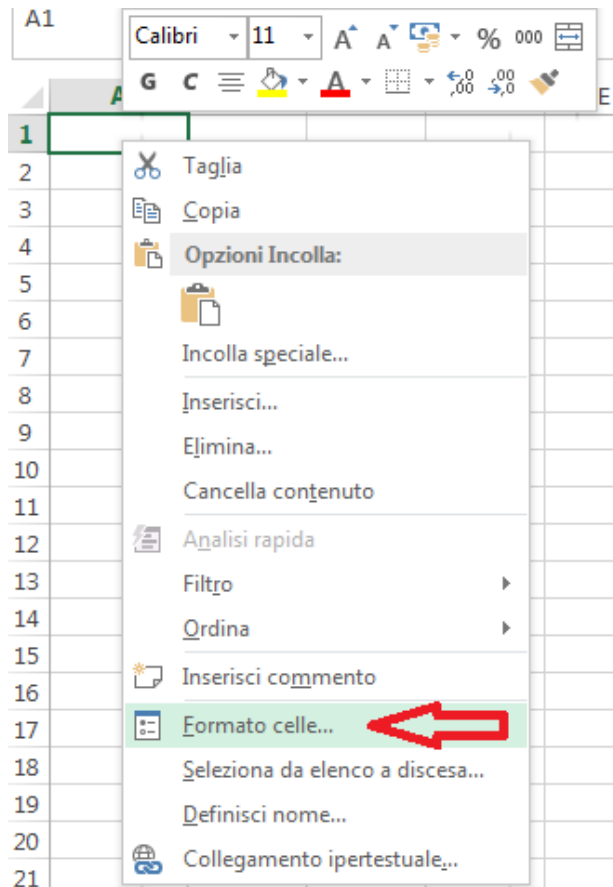 A1
Calibri 11 A A % 000
G C A ,00 ,00
A E
1
2 Taglia
3 Copia
4 Opzioni Incolla:
5
6
7 Incolla speciale...
8 Inserisci...
9 Elimina...
10
11 Cancella contenuto
12 Analisi rapida
13 Filtro
14 Ordina
15
16 Inserisci commento
17 Formato celle...
18 Seleziona da elenco a discesa...
19 Definisci nome...
20
21 Collegamento ipertestuale...